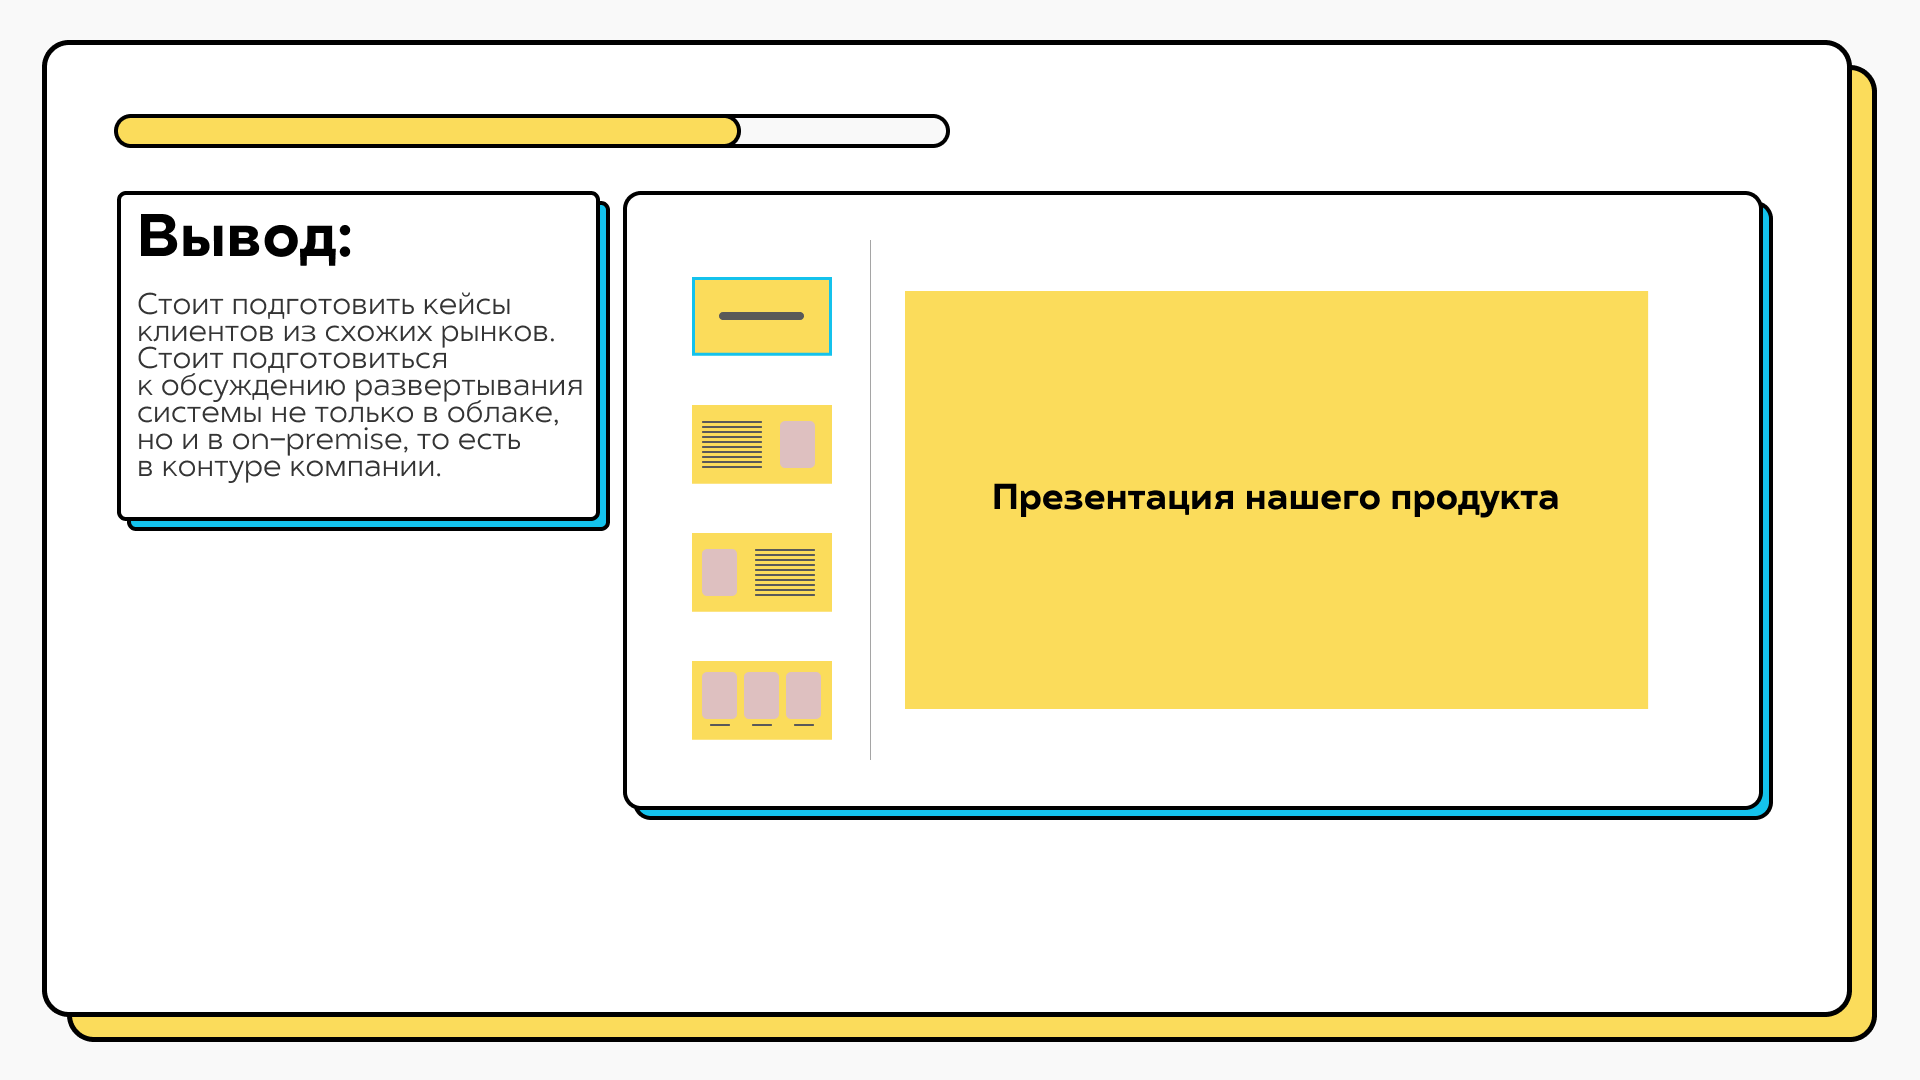 Вывод:
Стоит подготовить кейсы
клиентов из схожих рынков.
Стоит подготовиться
к обсуждению развертывания
системы не только в облаке,
но и в on-premise, то есть
в контуре компании.
Презентация нашего продукта